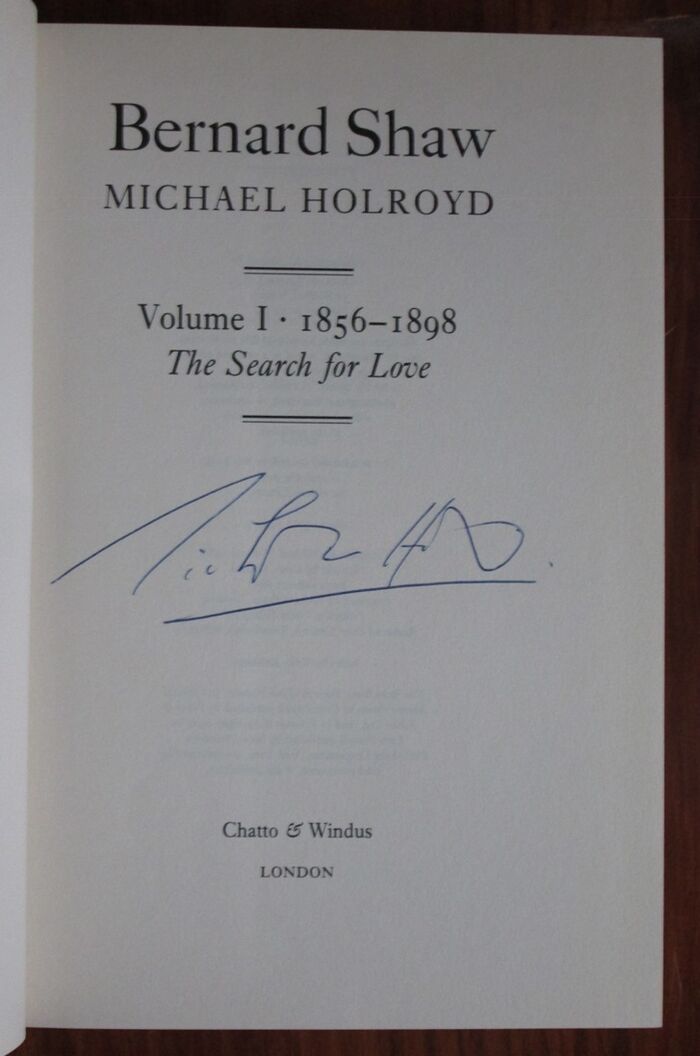 Bernard Shaw
MICHAEL HOLROYD
Volume I · 1856–1898
The Search for Love
Chatto & Windus
LONDON